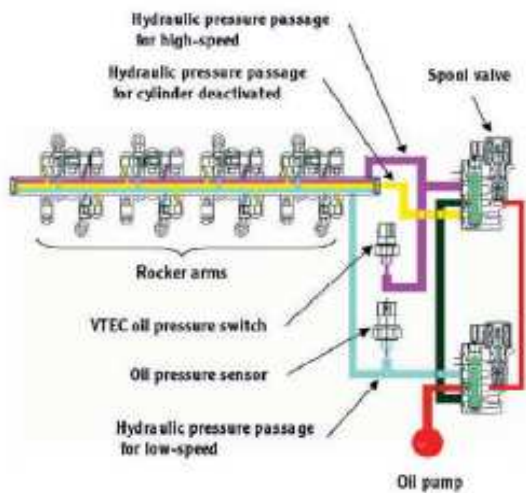 Hydraulic pressure passage
for high-speed
Hydraulic pressure passage
for cylinder deactivated
Spool valve
Rocker arms
VTEC oil pressure switch
Oil pressure sensor
Hydraulic pressure passage
for low-speed
Oil pump